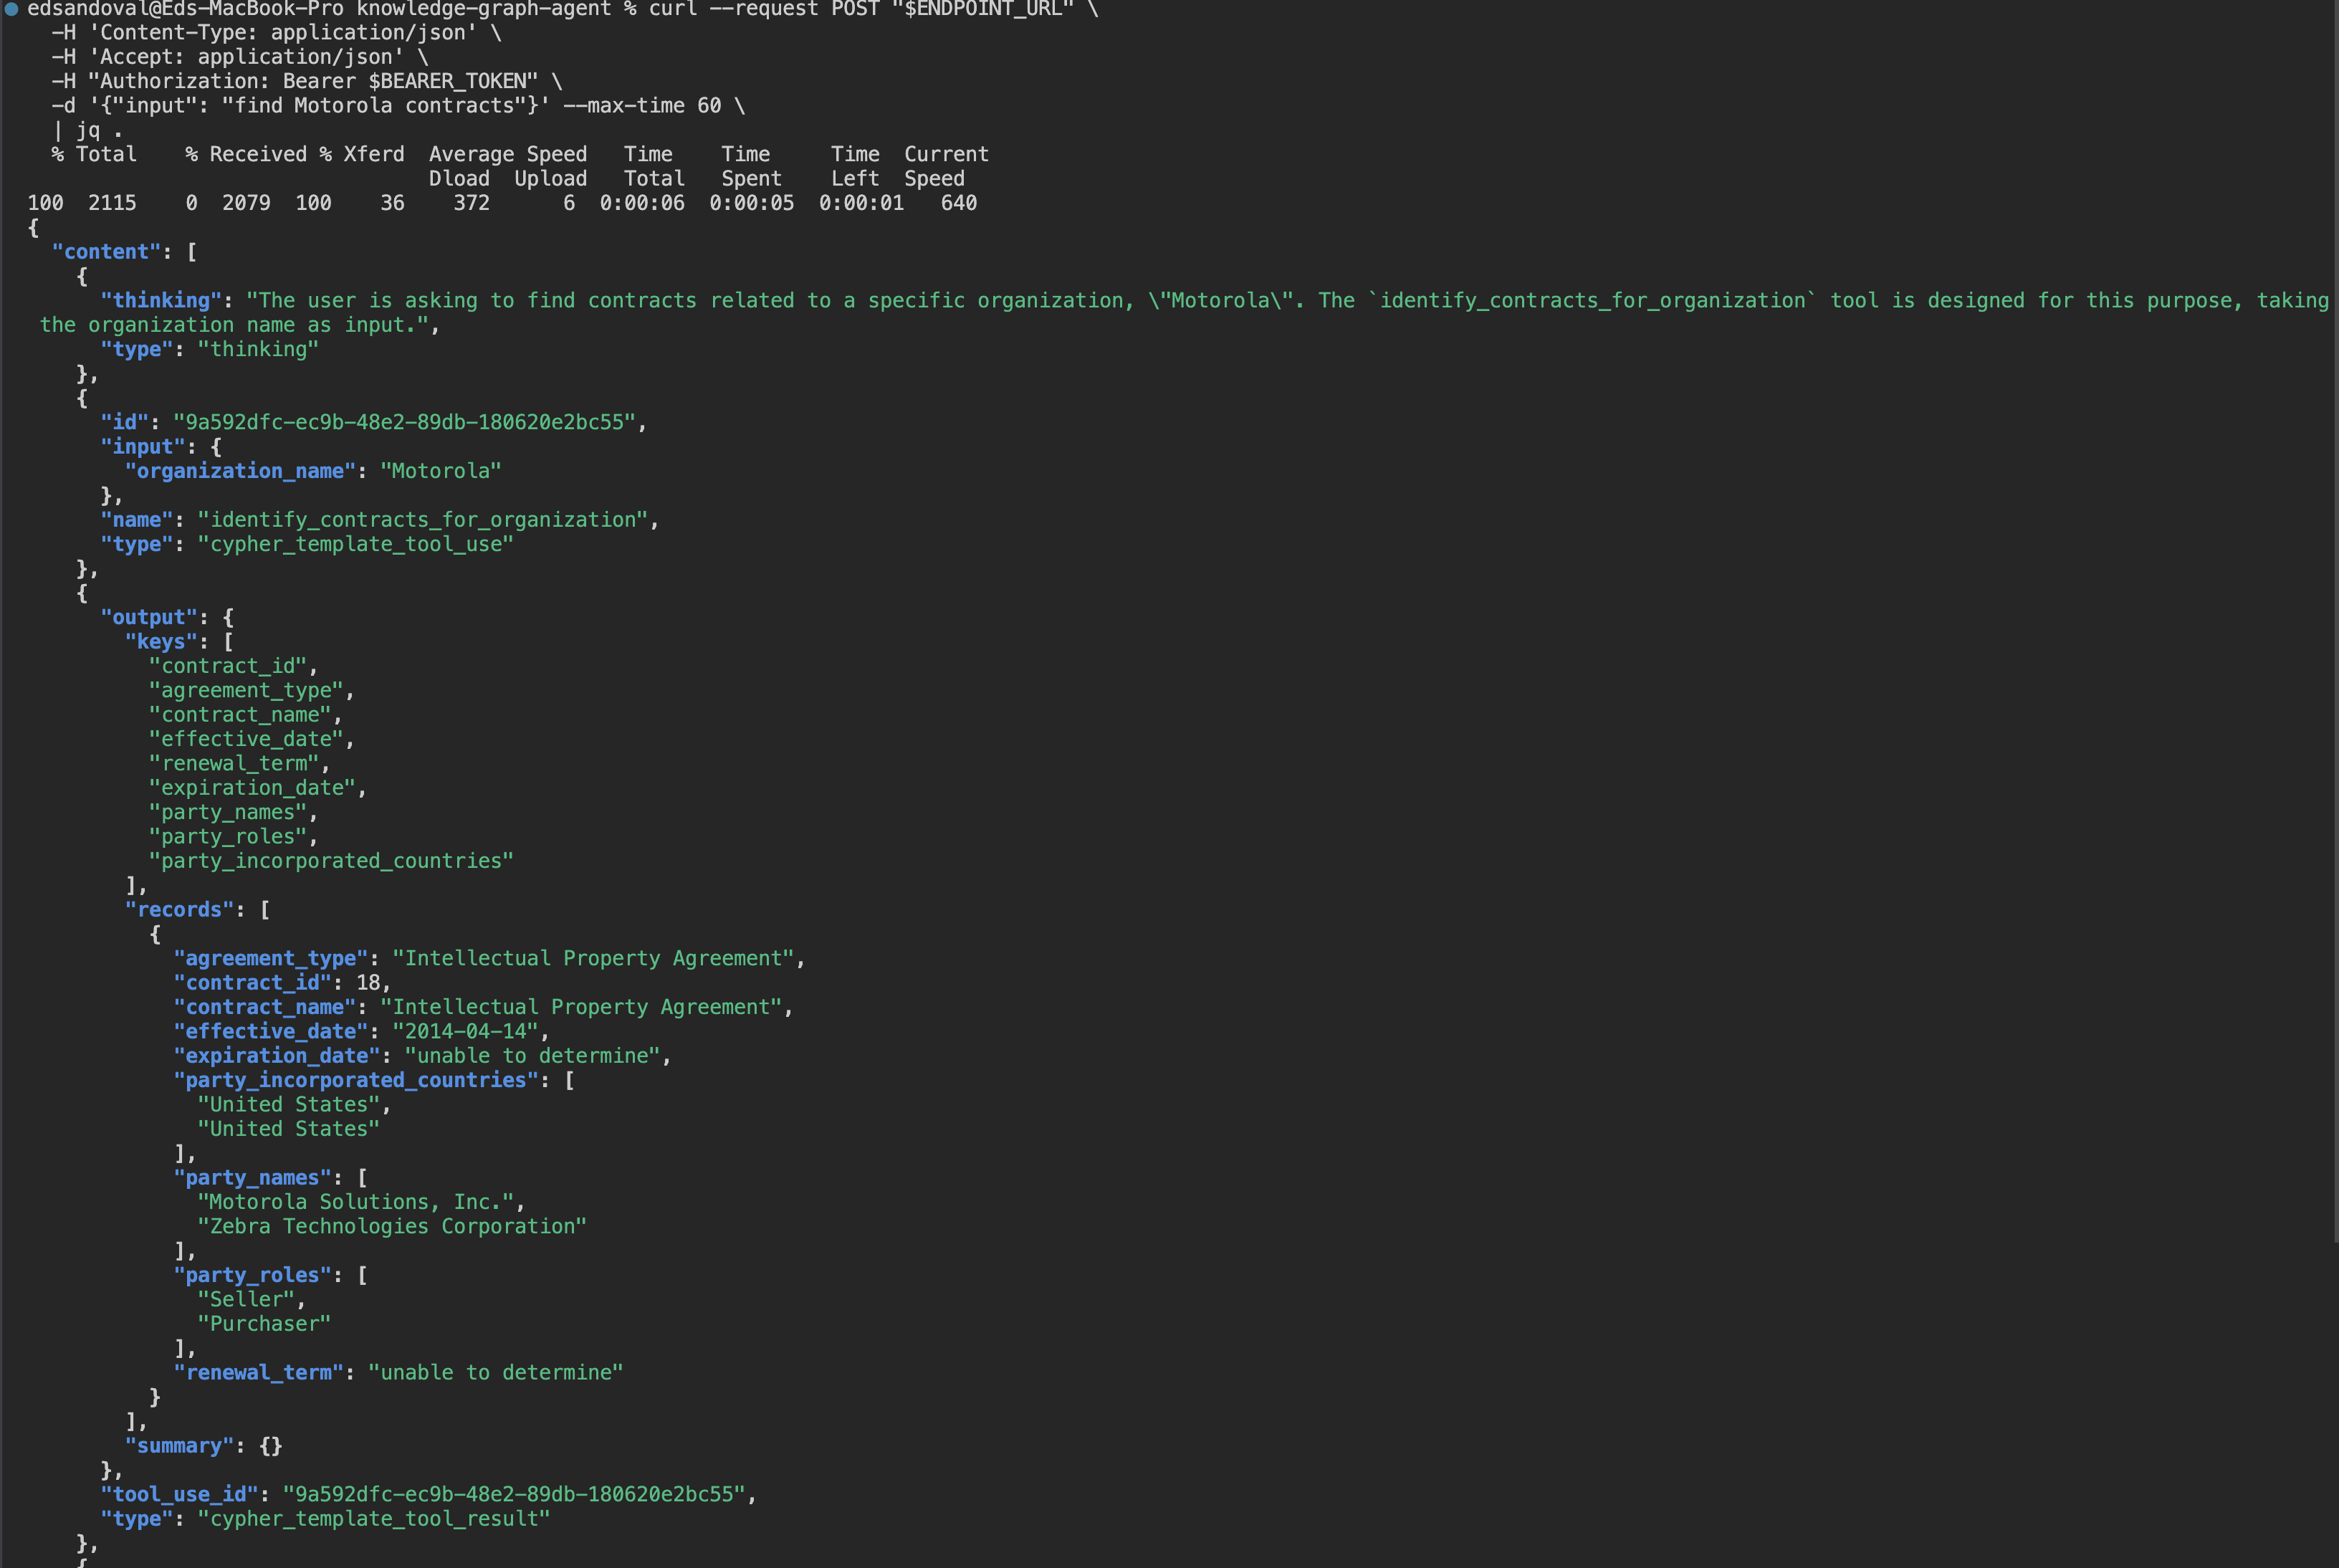 edsandoval@Eds-MacBook-Pro knowledge-graph-agent % curl --request POST "$ENDPOINT_URL" \
  -H 'Content-Type: application/json' \
  -H 'Accept: application/json' \
  -H "Authorization: Bearer $BEARER_TOKEN" \
  -d '{"input": "find Motorola contracts"}' --max-time 60 \
  | jq .
  % Total    % Received % Xferd  Average Speed   Time    Time     Time  Current
                                 Dload  Upload   Total   Spent    Left  Speed
100  2115    0  2079  100    36    372      6  0:00:06  0:00:05  0:00:01   640
{
  "content": [
    {
      "thinking": "The user is asking to find contracts related to a specific organization, \"Motorola\". The `identify_contracts_for_organization` tool is designed for this purpose, taking
 the organization name as input.",
      "type": "thinking"
    },
    {
      "id": "9a592dfc-ec9b-48e2-89db-180620e2bc55",
      "input": {
        "organization_name": "Motorola"
      },
      "name": "identify_contracts_for_organization",
      "type": "cypher_template_tool_use"
    },
    {
      "output": {
        "keys": [
          "contract_id",
          "agreement_type",
          "contract_name",
          "effective_date",
          "renewal_term",
          "expiration_date",
          "party_names",
          "party_roles",
          "party_incorporated_countries"
        ],
        "records": [
          {
            "agreement_type": "Intellectual Property Agreement",
            "contract_id": 18,
            "contract_name": "Intellectual Property Agreement",
            "effective_date": "2014-04-14",
            "expiration_date": "unable to determine",
            "party_incorporated_countries": [
              "United States",
              "United States"
            ],
            "party_names": [
              "Motorola Solutions, Inc.",
              "Zebra Technologies Corporation"
            ],
            "party_roles": [
              "Seller",
              "Purchaser"
            ],
            "renewal_term": "unable to determine"
          }
        ],
        "summary": {}
      },
      "tool_use_id": "9a592dfc-ec9b-48e2-89db-180620e2bc55",
      "type": "cypher_template_tool_result"
    },
    {